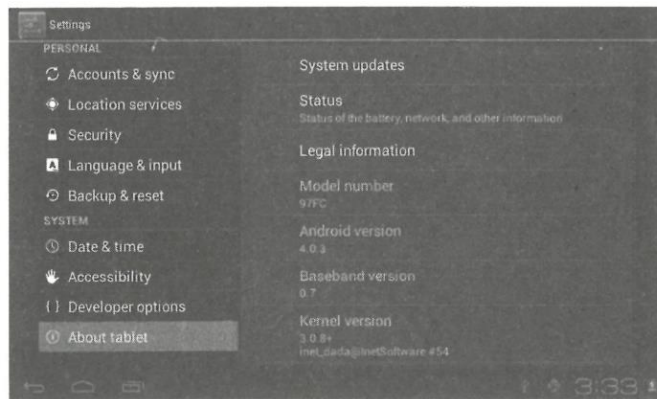 Settings
PERSONAL
Accounts & sync
Location services
Security
Language & input
Backup & reset
SYSTEM
Date & time
Accessibility
{ } Developer options
About tablet
System updates
Status
Status of the battery, network, and other information
Legal information
Model number
97FC
Android version
4.0.3
Baseband version
0.7
Kernel version
3.0.8+
inet_dada@InetSoftware #54
3:33